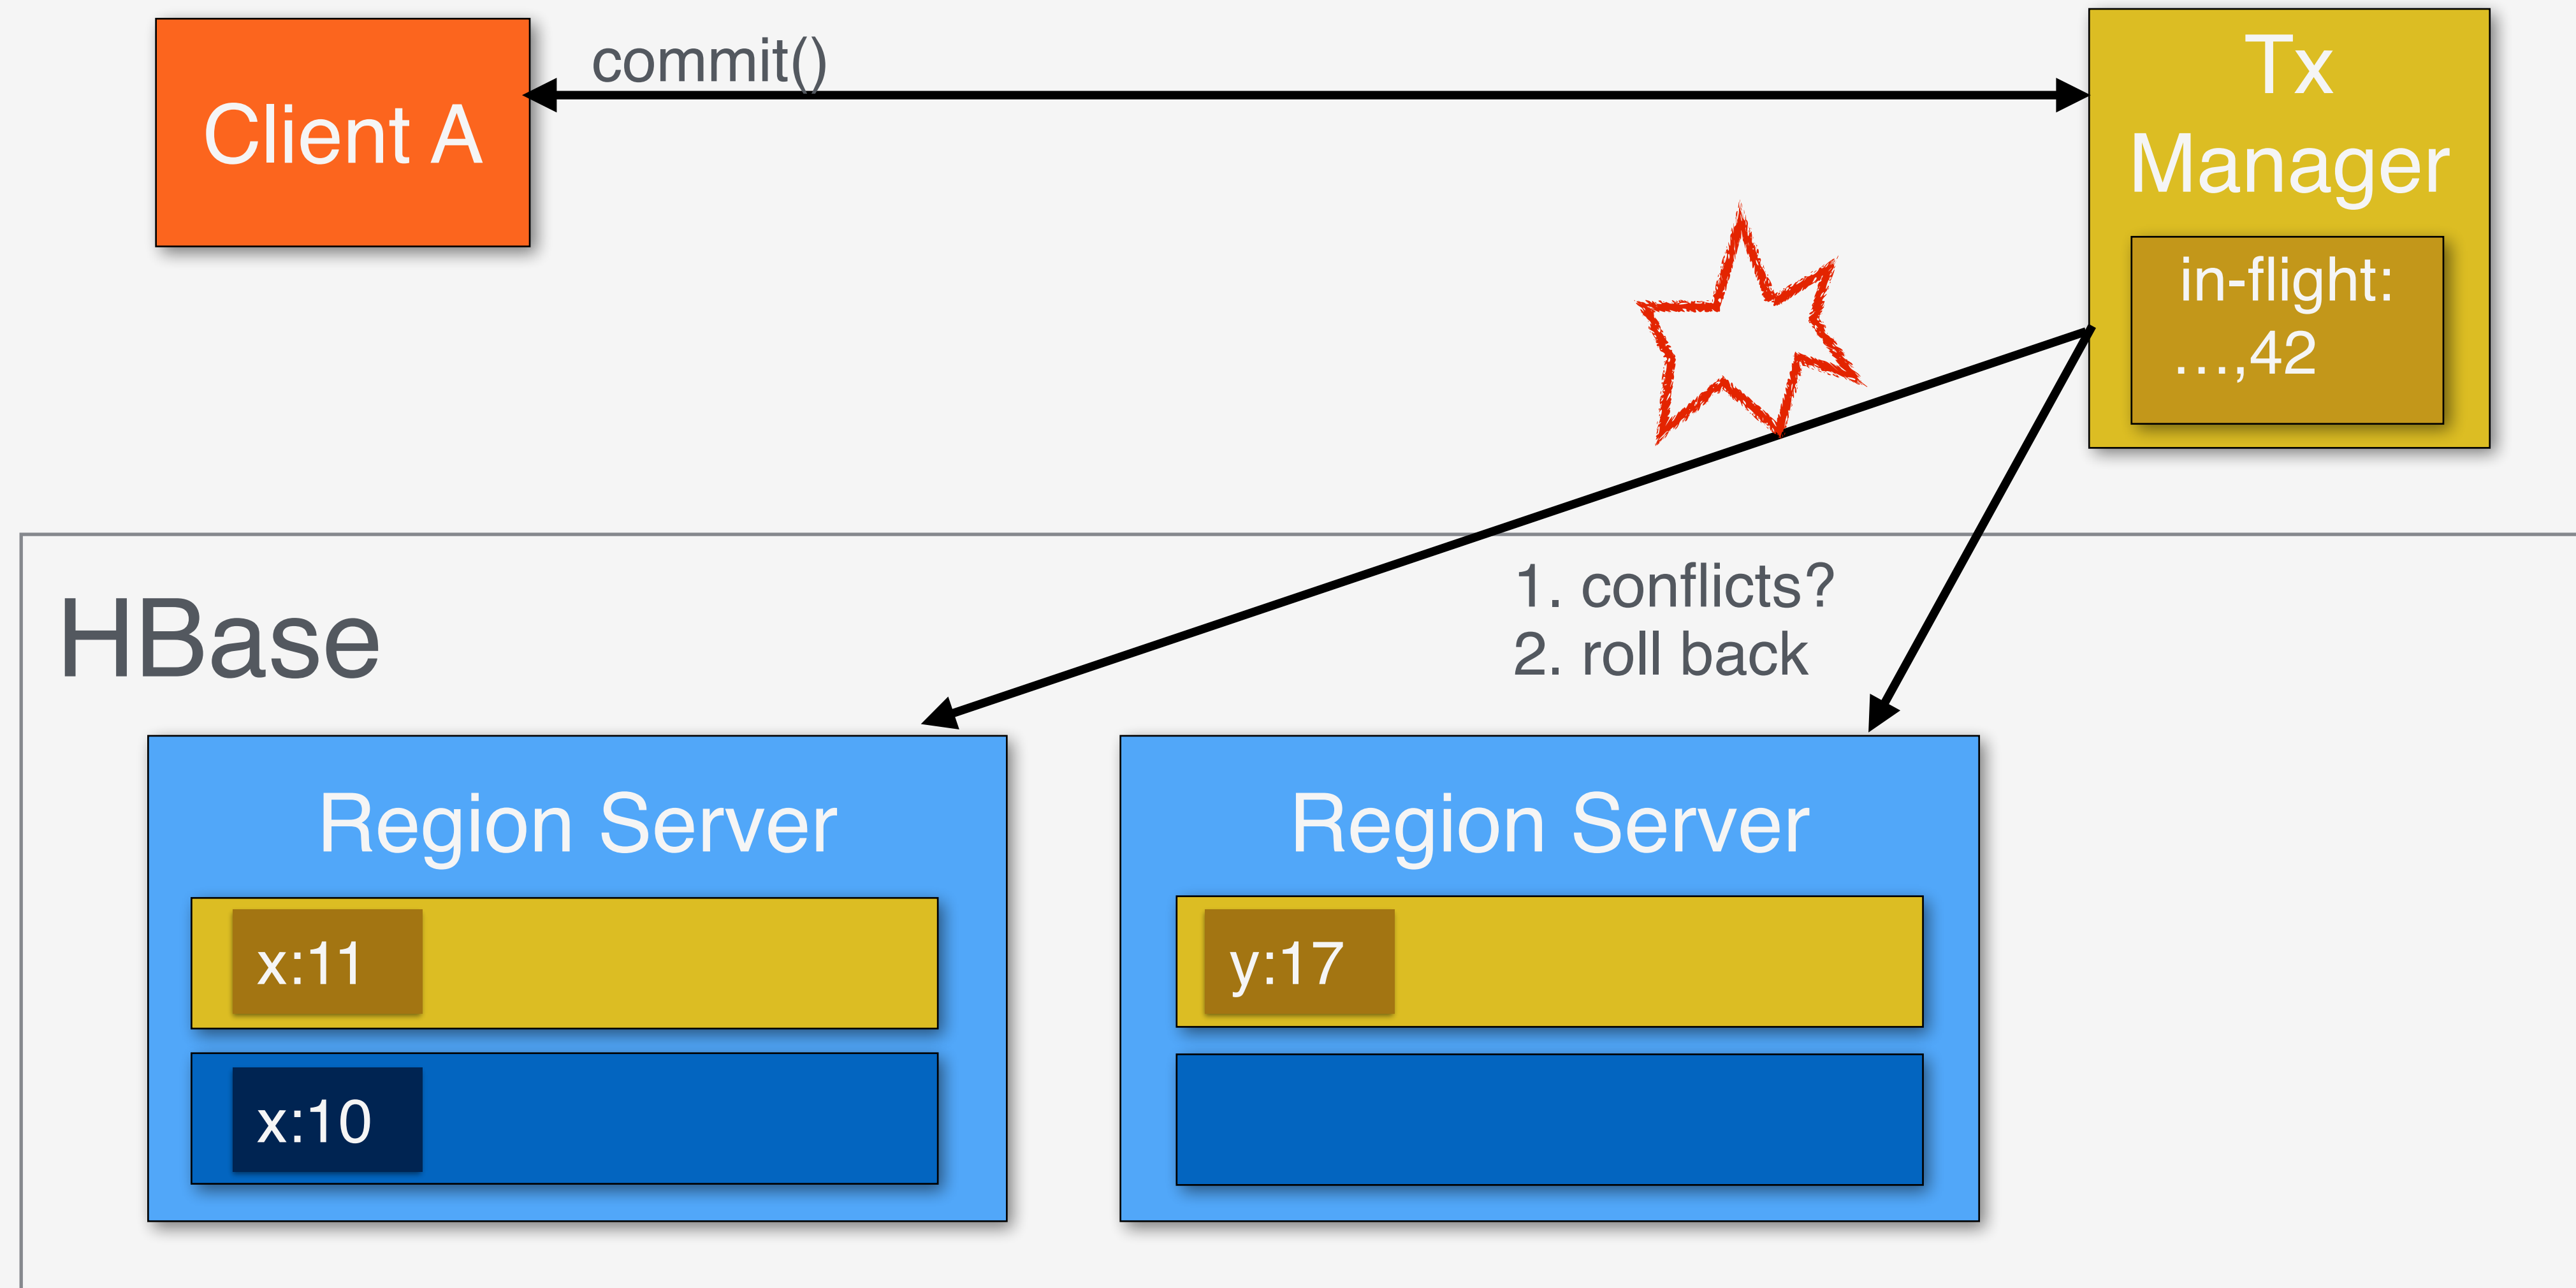 Client A
commit()
Tx
Manager
in-flight:
…,42
HBase
1. conflicts?
2. roll back
Region Server
x:11
x:10
Region Server
y:17